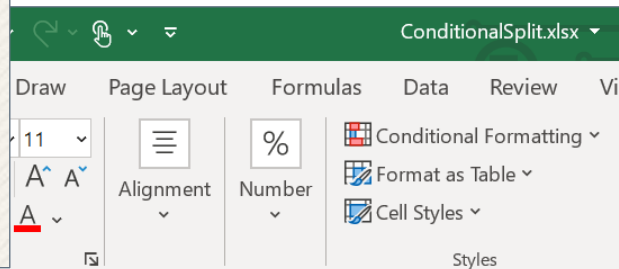 ConditionalSplit.xlsx
Draw Page Layout Formulas Data Review Vi
11 % Conditional Formatting
A A Alignment Number Format as Table
A Cell Styles
Styles